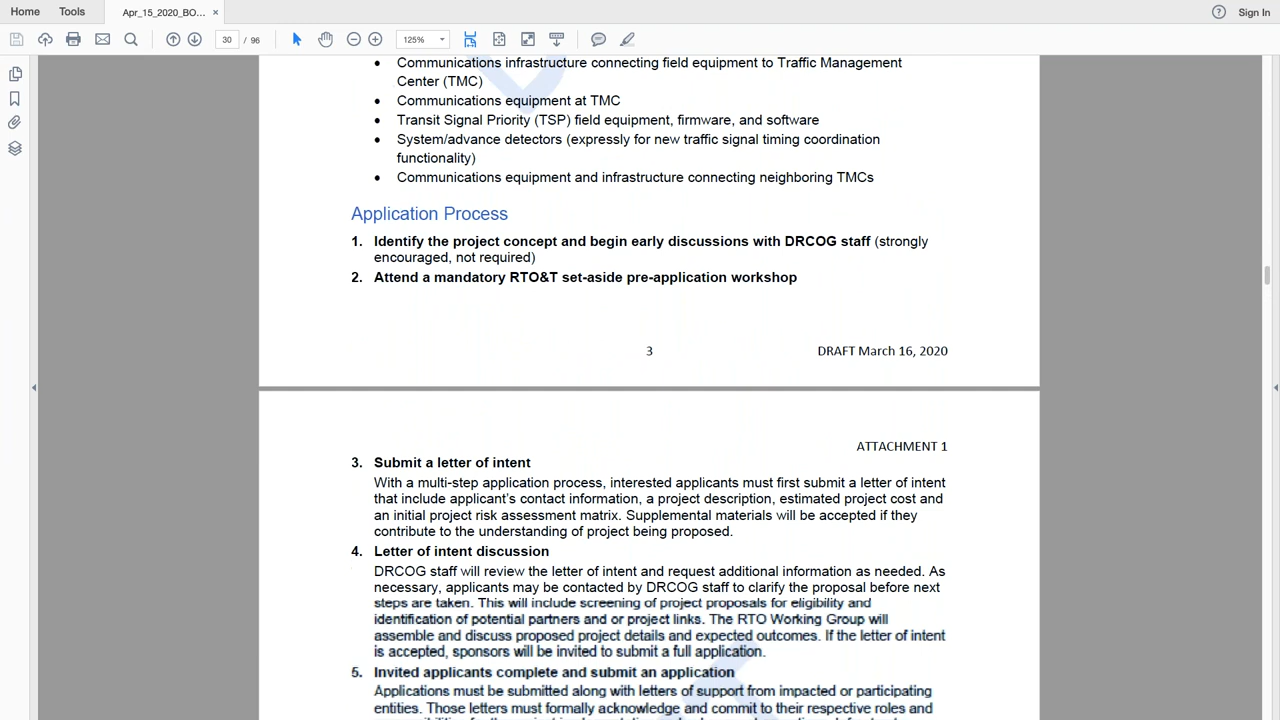 Home Tools Apr_15_2020_BO... × ? Sign In
30 / 96 125%
• Communications infrastructure connecting field equipment to Traffic Management
Center (TMC)
• Communications equipment at TMC
• Transit Signal Priority (TSP) field equipment, firmware, and software
• System/advance detectors (expressly for new traffic signal timing coordination
functionality)
• Communications equipment and infrastructure connecting neighboring TMCs
Application Process
1. Identify the project concept and begin early discussions with DRCOG staff (strongly
encouraged, not required)
2. Attend a mandatory RTO&T set-aside pre-application workshop
3 DRAFT March 16, 2020
ATTACHMENT 1
3. Submit a letter of intent
With a multi-step application process, interested applicants must first submit a letter of intent
that include applicant's contact information, a project description, estimated project cost and
an initial project risk assessment matrix. Supplemental materials will be accepted if they
contribute to the understanding of project being proposed.
4. Letter of intent discussion
DRCOG staff will review the letter of intent and request additional information as needed. As
necessary, applicants may be contacted by DRCOG staff to clarify the proposal before next
steps are taken. This will include screening of project proposals for eligibility and
identification of potential partners and or project links. The RTO Working Group will
assemble and discuss proposed project details and expected outcomes. If the letter of intent
is accepted, sponsors will be invited to submit a full application.
5. Invited applicants complete and submit an application
Applications must be submitted along with letters of support from impacted or participating
entities. Those letters must formally acknowledge and commit to their respective roles and